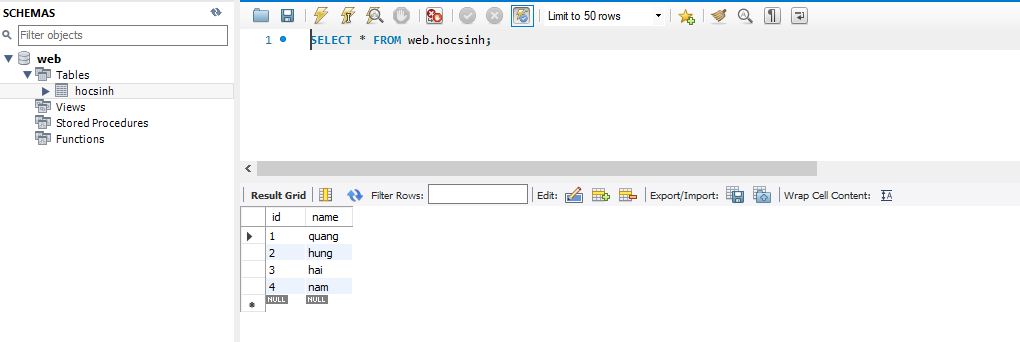 SCHEMAS
Filter objects
web
Tables
hocsinh
Views
Stored Procedures
Functions
Limit to 50 rows
1 SELECT * FROM web.hocsinh;
Result Grid Filter Rows: Edit: Export/Import: Wrap Cell Content:
id name
1 quang
2 hung
3 hai
4 nam
NULL NULL